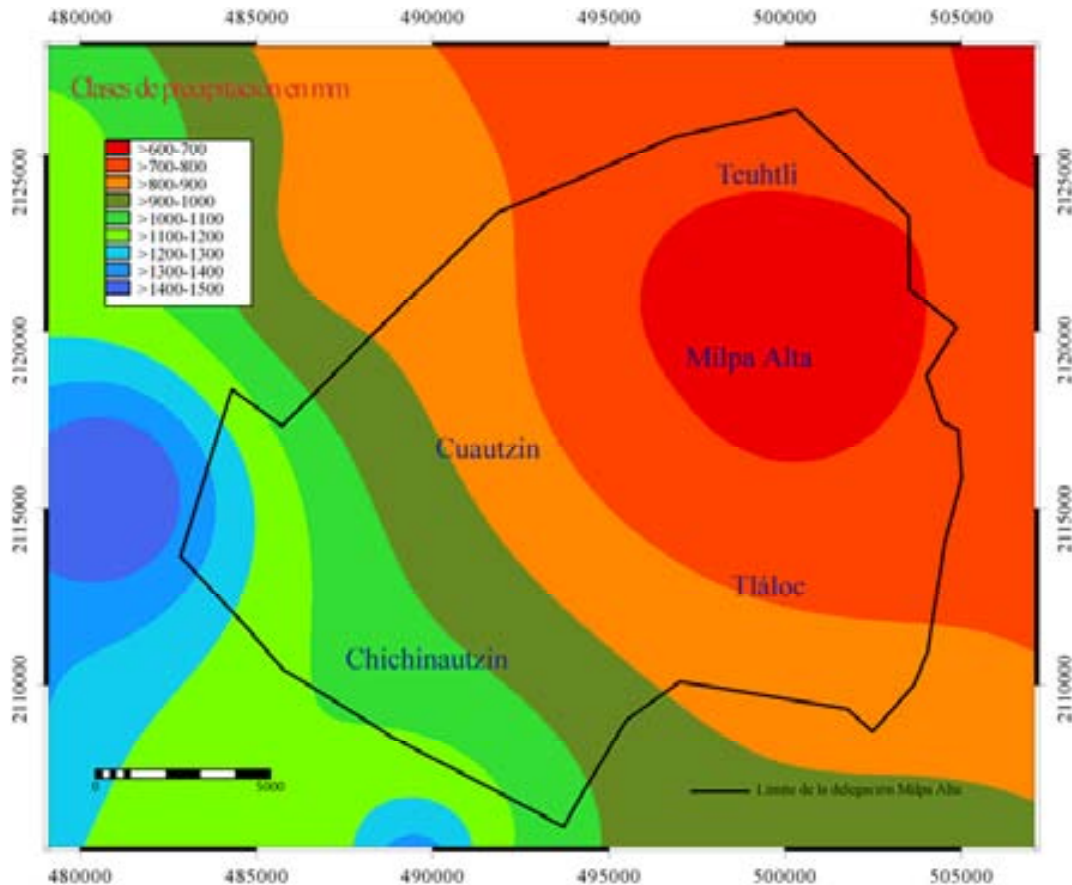 480000 485000 490000 495000 500000 505000
Clases de precipitación en mm
>600-700
>700-800
>800-900
>900-1000
>1000-1100
>1100-1200
>1200-1300
>1300-1400
>1400-1500
2125000
2125000
Teuhtli
2120000
2120000
Milpa Alta
Cuautzin
2115000
2115000
Tláloc
Chichinautzin
2110000
2110000
0 5000
Limite de la delegación Milpa Alta
480000 485000 490000 495000 500000 505000